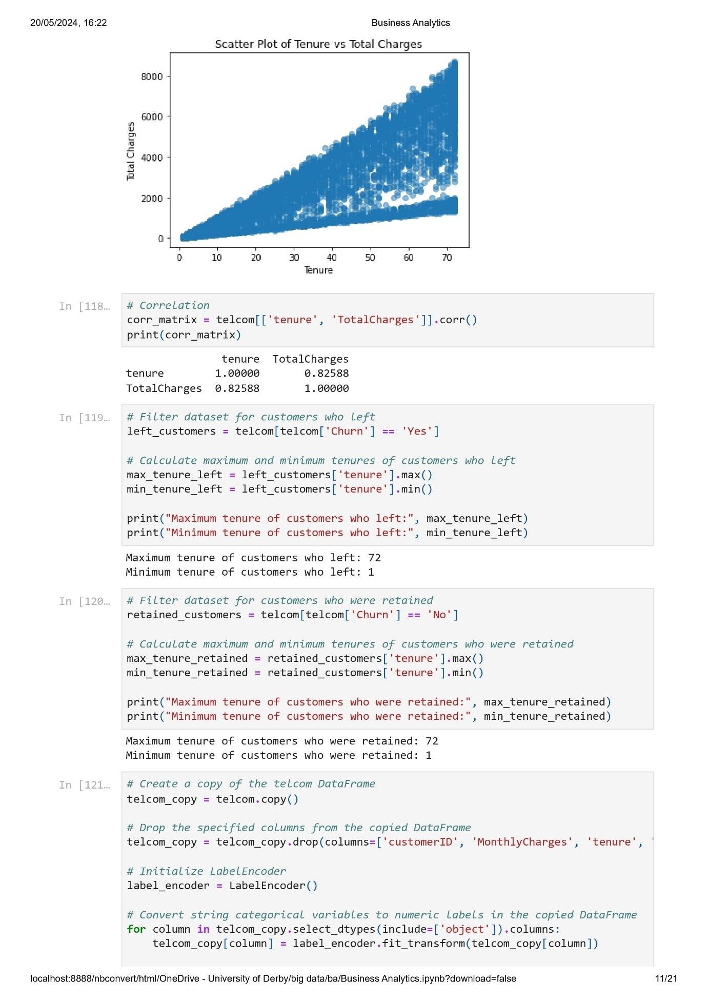 20/05/2024, 16:22
Business Analytics
Scatter Plot of Tenure vs Total Charges
8000
6000
4000
2000
0
Total Charges
0 10 20 30 40 50 60 70
Tenure
In [118…
# Correlation
corr_matrix = telcom[['tenure', 'TotalCharges']].corr()
print(corr_matrix)
tenure TotalCharges
tenure 1.00000 0.82588
TotalCharges 0.82588 1.00000
In [119…
# Filter dataset for customers who left
left_customers = telcom[telcom['Churn'] == 'Yes']
# Calculate maximum and minimum tenures of customers who left
max_tenure_left = left_customers['tenure'].max()
min_tenure_left = left_customers['tenure'].min()
print("Maximum tenure of customers who left:", max_tenure_left)
print("Minimum tenure of customers who left:", min_tenure_left)
Maximum tenure of customers who left: 72
Minimum tenure of customers who left: 1
In [120…
# Filter dataset for customers who were retained
retained_customers = telcom[telcom['Churn'] == 'No']
# Calculate maximum and minimum tenures of customers who were retained
max_tenure_retained = retained_customers['tenure'].max()
min_tenure_retained = retained_customers['tenure'].min()
print("Maximum tenure of customers who were retained:", max_tenure_retained)
print("Minimum tenure of customers who were retained:", min_tenure_retained)
Maximum tenure of customers who were retained: 72
Minimum tenure of customers who were retained: 1
In [121…
# Create a copy of the telcom DataFrame
telcom_copy = telcom.copy()
# Drop the specified columns from the copied DataFrame
telcom_copy = telcom_copy.drop(columns=['customerID', 'MonthlyCharges', 'tenure', '
# Initialize LabelEncoder
label_encoder = LabelEncoder()
# Convert string categorical variables to numeric labels in the copied DataFrame
for column in telcom_copy.select_dtypes(include=['object']).columns:
    telcom_copy[column] = label_encoder.fit_transform(telcom_copy[column])
localhost:8888/nbconvert/html/OneDrive - University of Derby/big data/ba/Business Analytics.ipynb?download=false
11/21